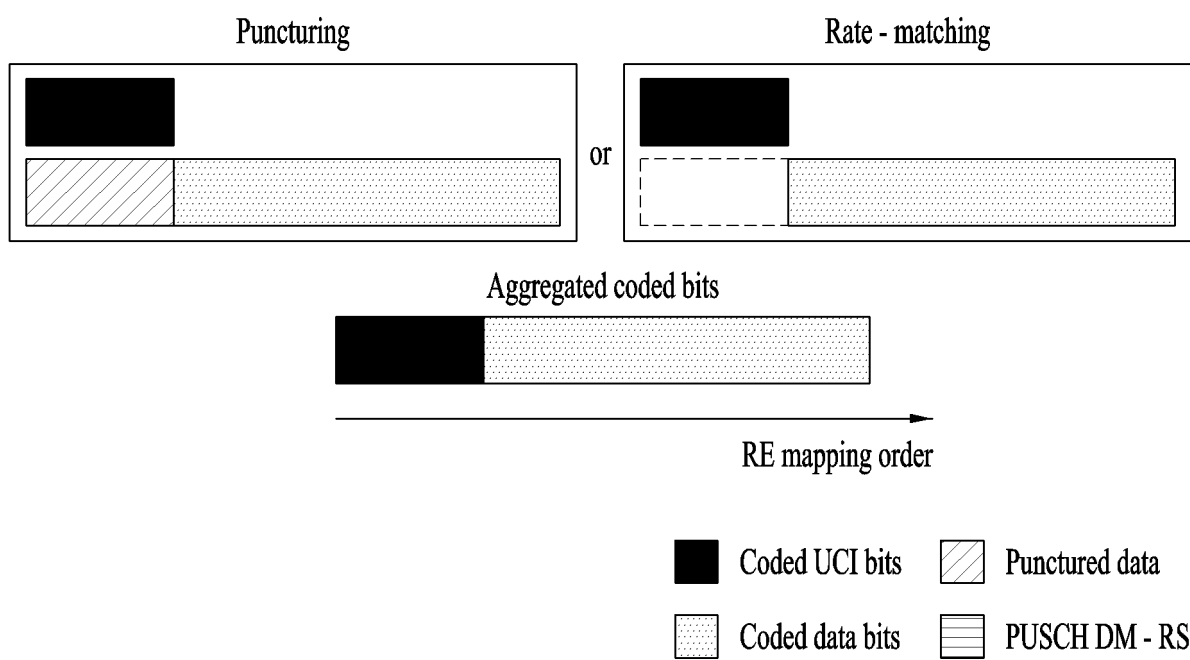 Puncturing
Rate - matching
or
Aggregated coded bits
RE mapping order
Coded UCI bits
Punctured data
Coded data bits
PUSCH DM - RS